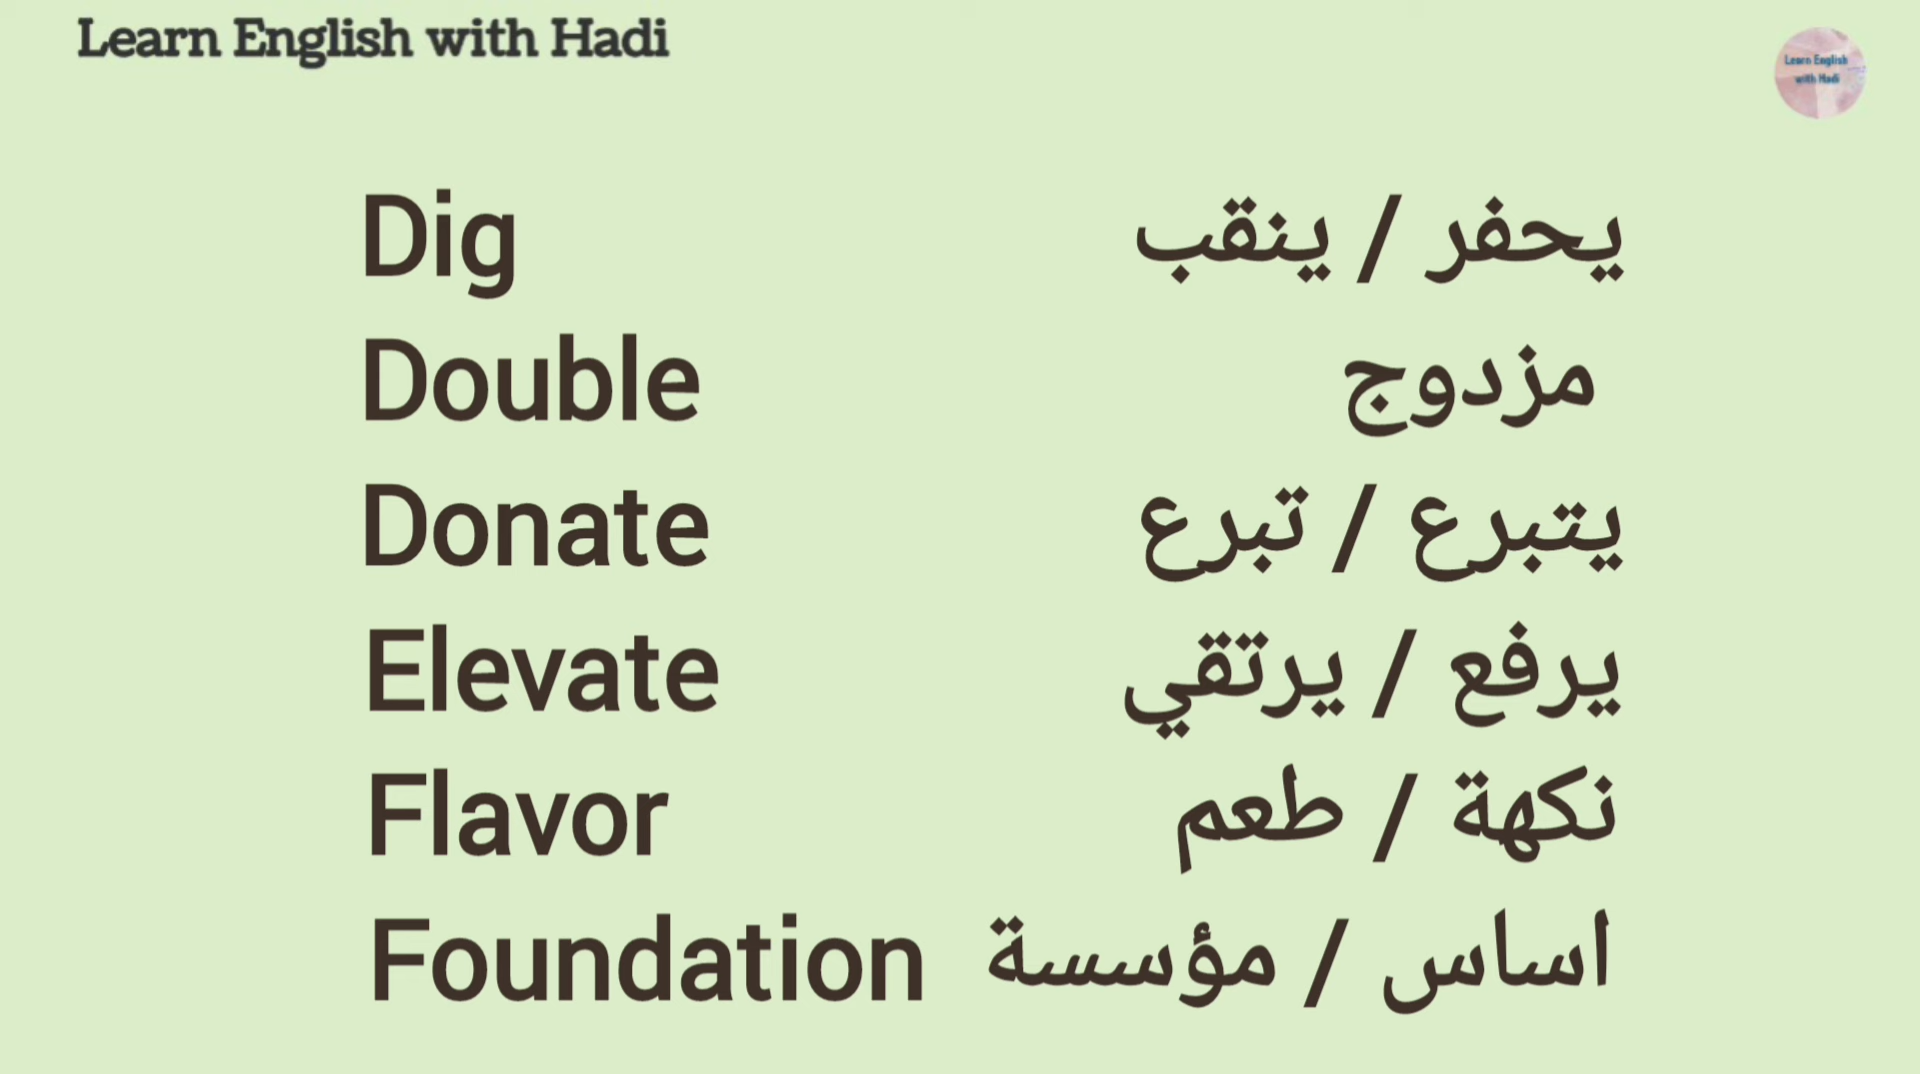 Learn English with Hadi
Learn English
with Hadi
Dig يحفر / ينقب
Double مزدوج
Donate يتبرع / تبرع
Elevate يرفع / يرتقي
Flavor نكهة / طعم
Foundation اساس / مؤسسة